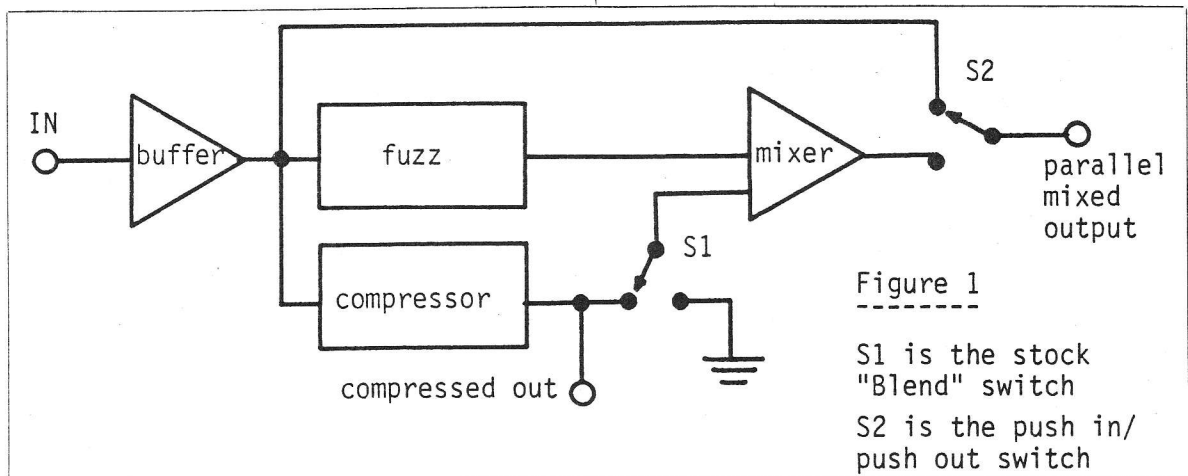 S2
IN
buffer
fuzz
mixer
parallel
mixed
output
S1
compressor
compressed out
Figure 1
S1 is the stock
"Blend" switch
S2 is the push in/
push out switch